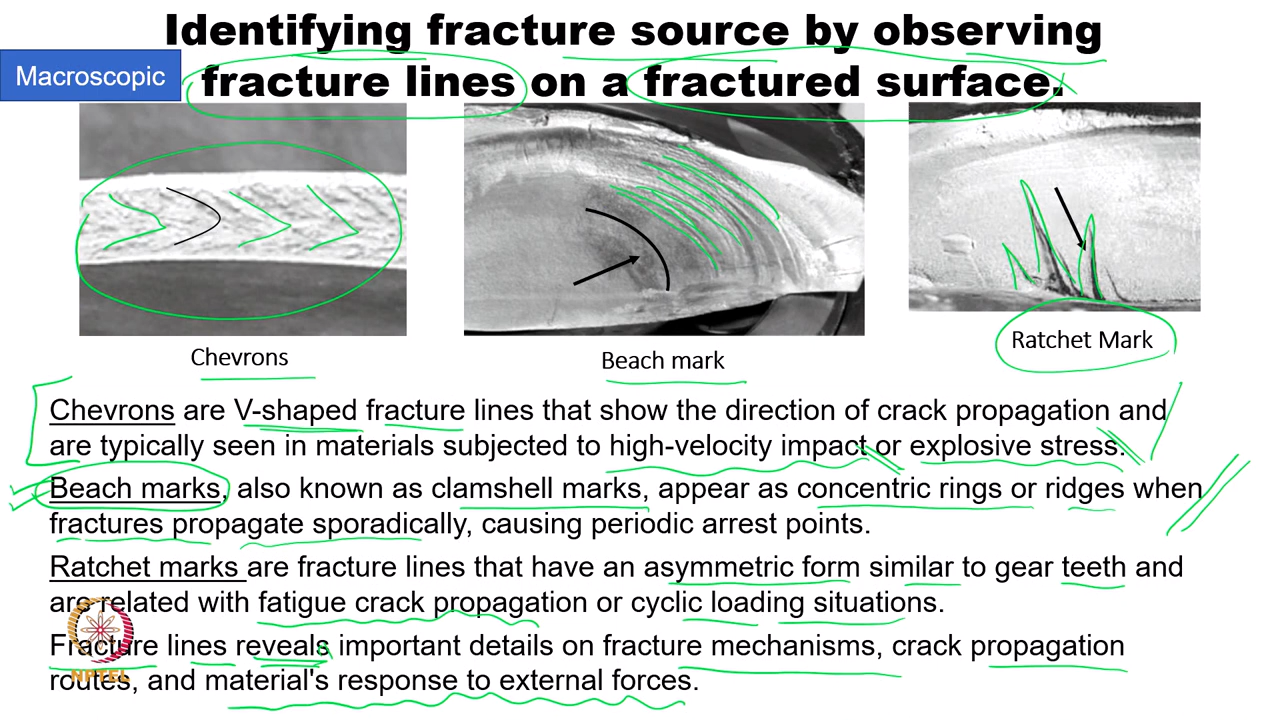 Identifying fracture source by observing
fracture lines on a fractured surface.
Macroscopic
Chevrons
Beach mark
Ratchet Mark
Chevrons are V-shaped fracture lines that show the direction of crack propagation and
are typically seen in materials subjected to high-velocity impact or explosive stress.
Beach marks, also known as clamshell marks, appear as concentric rings or ridges when
fractures propagate sporadically, causing periodic arrest points.
Ratchet marks are fracture lines that have an asymmetric form similar to gear teeth and
are related with fatigue crack propagation or cyclic loading situations.
Fracture lines reveals important details on fracture mechanisms, crack propagation
routes, and material's response to external forces.
NPTEL